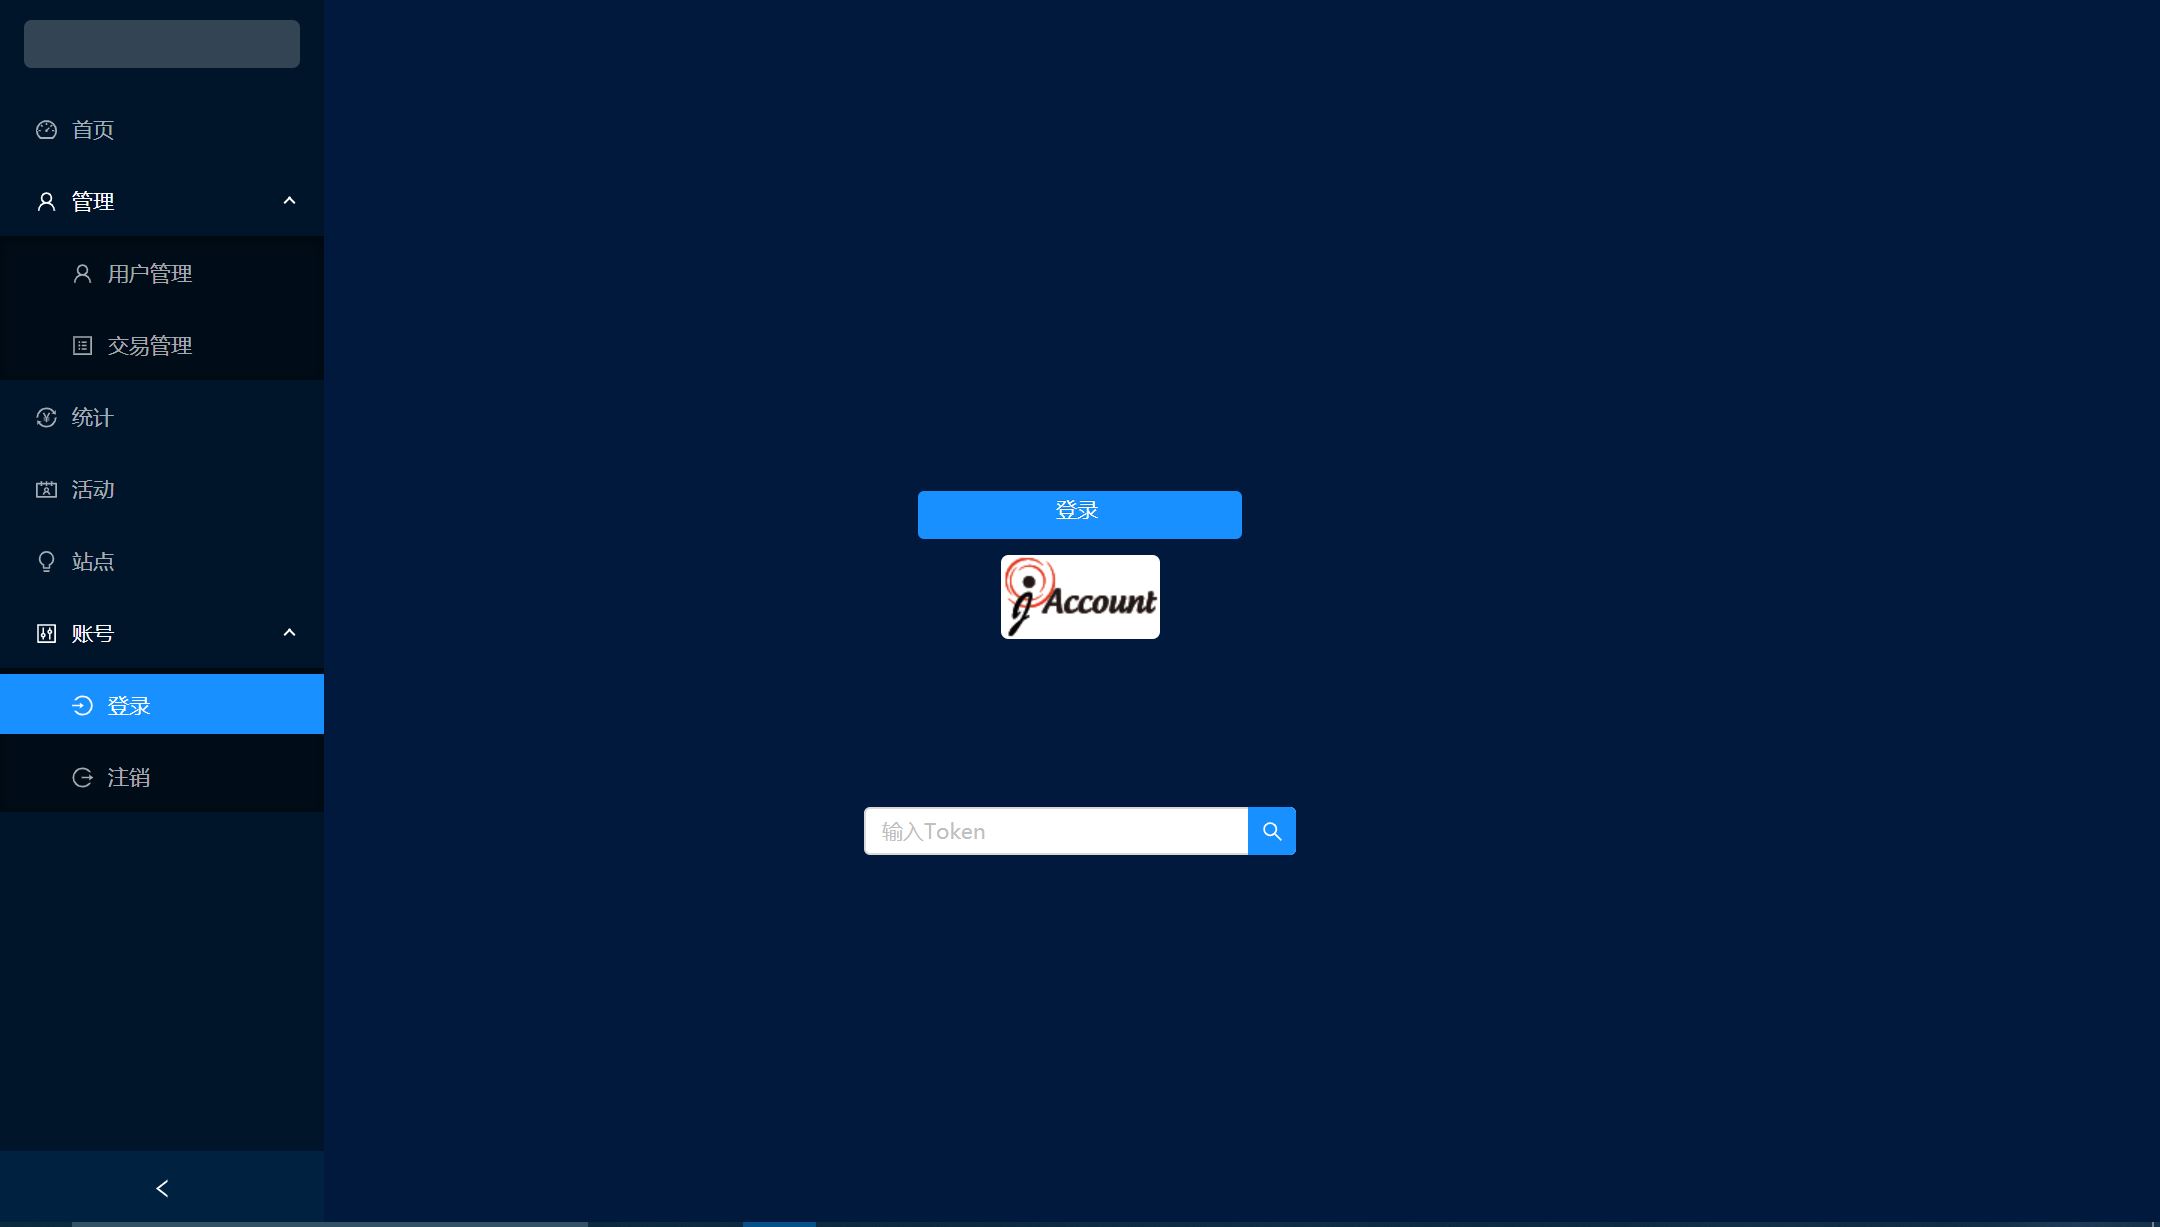 首页
管理
用户管理
交易管理
统计
活动
站点
账号
登录
注销
登录
jAccount
输入Token